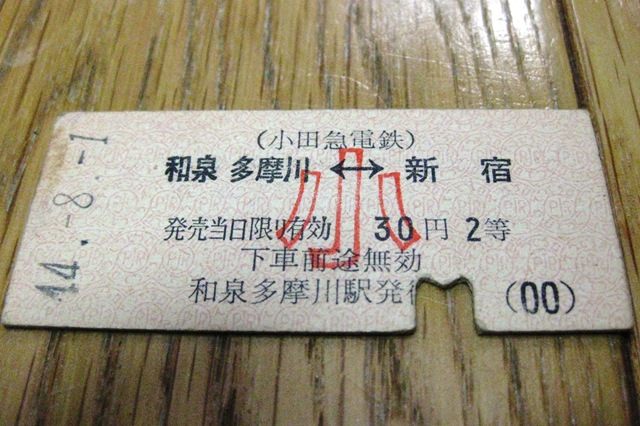 44.-8.-1
(小田急電鉄)
和泉多摩川↔新宿
小
発売当日限り有効 30円 2等
下車前途無効
和泉多摩川駅発行 (00)